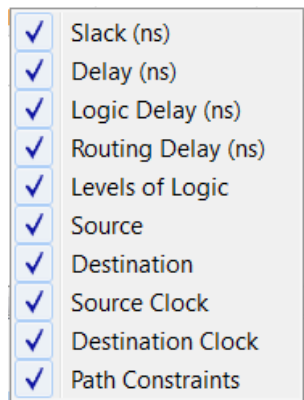 Slack (ns)
Delay (ns)
Logic Delay (ns)
Routing Delay (ns)
Levels of Logic
Source
Destination
Source Clock
Destination Clock
Path Constraints